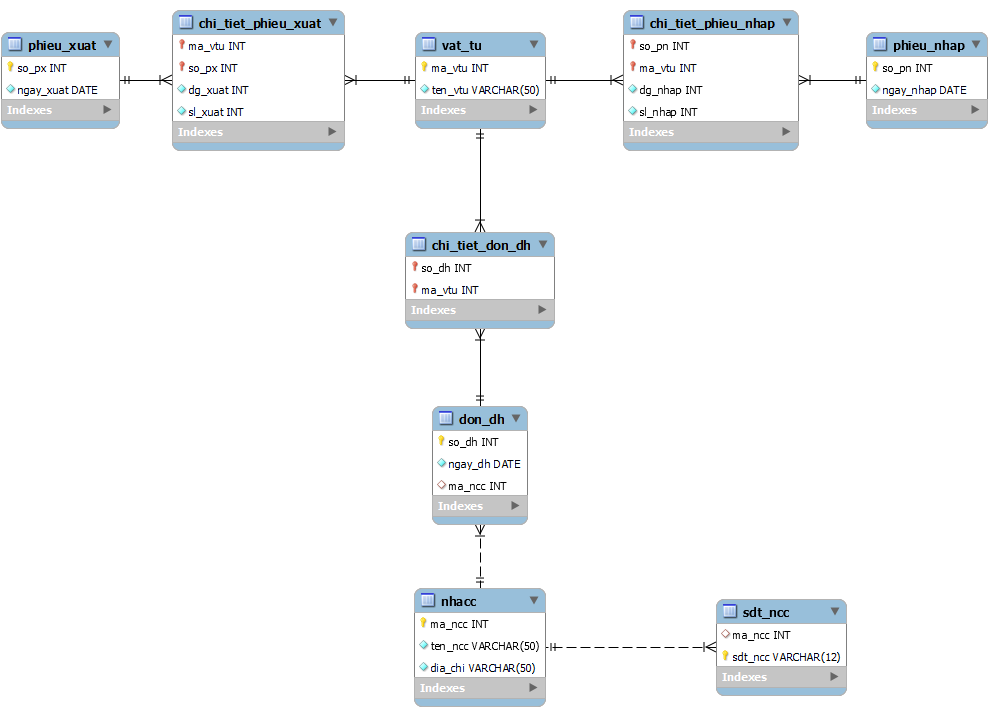 phieu_xuat
so_px INT
ngay_xuat DATE
Indexes
chi_tiet_phieu_xuat
ma_vtu INT
so_px INT
dg_xuat INT
sl_xuat INT
Indexes
vat_tu
ma_vtu INT
ten_vtu VARCHAR(50)
Indexes
chi_tiet_phieu_nhap
so_pn INT
ma_vtu INT
dg_nhap INT
sl_nhap INT
Indexes
phieu_nhap
so_pn INT
ngay_nhap DATE
Indexes
chi_tiet_don_dh
so_dh INT
ma_vtu INT
Indexes
don_dh
so_dh INT
ngay_dh DATE
ma_ncc INT
Indexes
nhacc
ma_ncc INT
ten_ncc VARCHAR(50)
dia_chi VARCHAR(50)
Indexes
sdt_ncc
ma_ncc INT
sdt_ncc VARCHAR(12)
Indexes